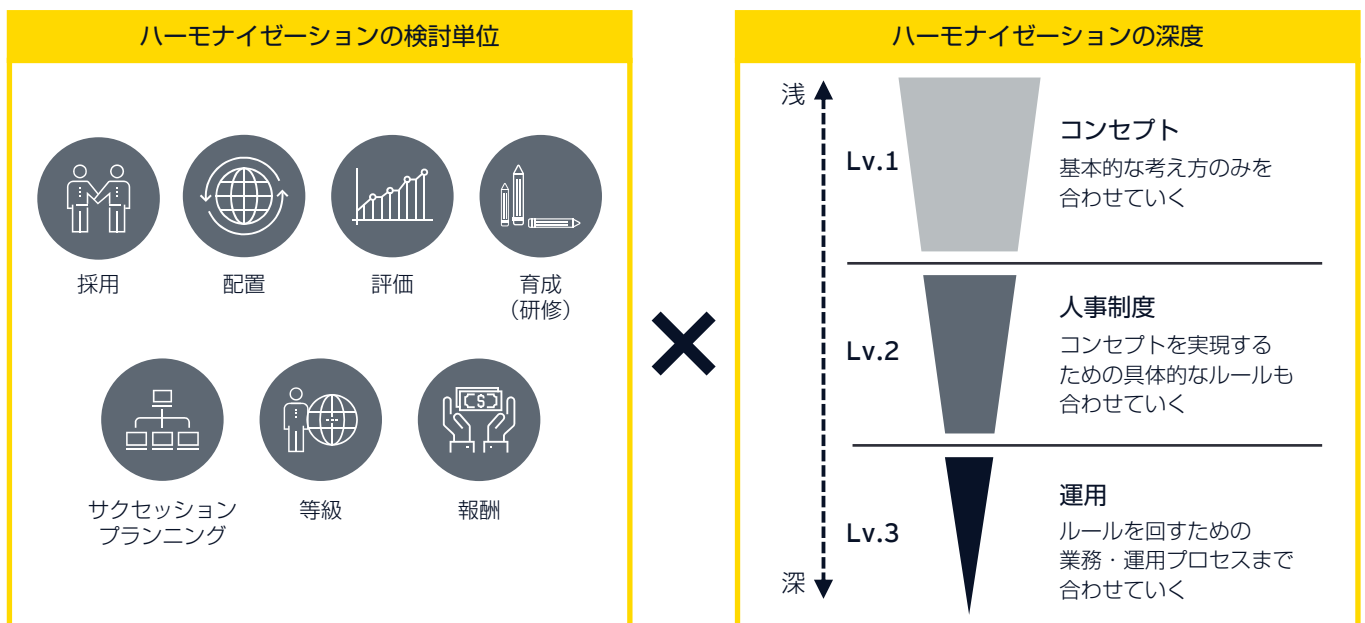 ハーモナイゼーションの検討単位
採用
配置
評価
育成
（研修）
サクセッション
プランニング
等級
報酬
ハーモナイゼーションの深度
浅
Lv.1
コンセプト
基本的な考え方のみを
合わせていく
Lv.2
人事制度
コンセプトを実現する
ための具体的なルールも
合わせていく
Lv.3
運用
ルールを回すための
業務・運用プロセスまで
合わせていく
深